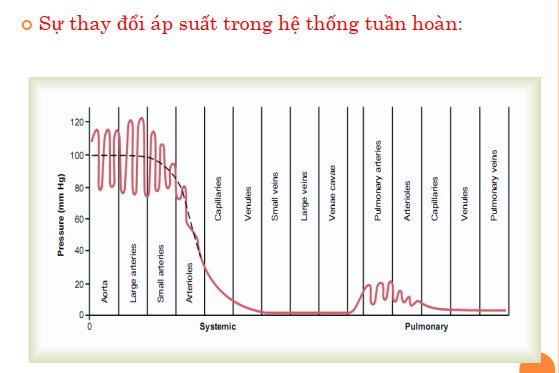 Sự thay đổi áp suất trong hệ thống tuần hoàn:
Pressure (mm Hg)
120
100
80
60
40
20
0
0
Aorta
Large arteries
Small arteries
Arterioles
Capillaries
Venules
Small veins
Large veins
Venae cavae
Pulmonary arteries
Arterioles
Capillaries
Venules
Pulmonary veins
Systemic
Pulmonary